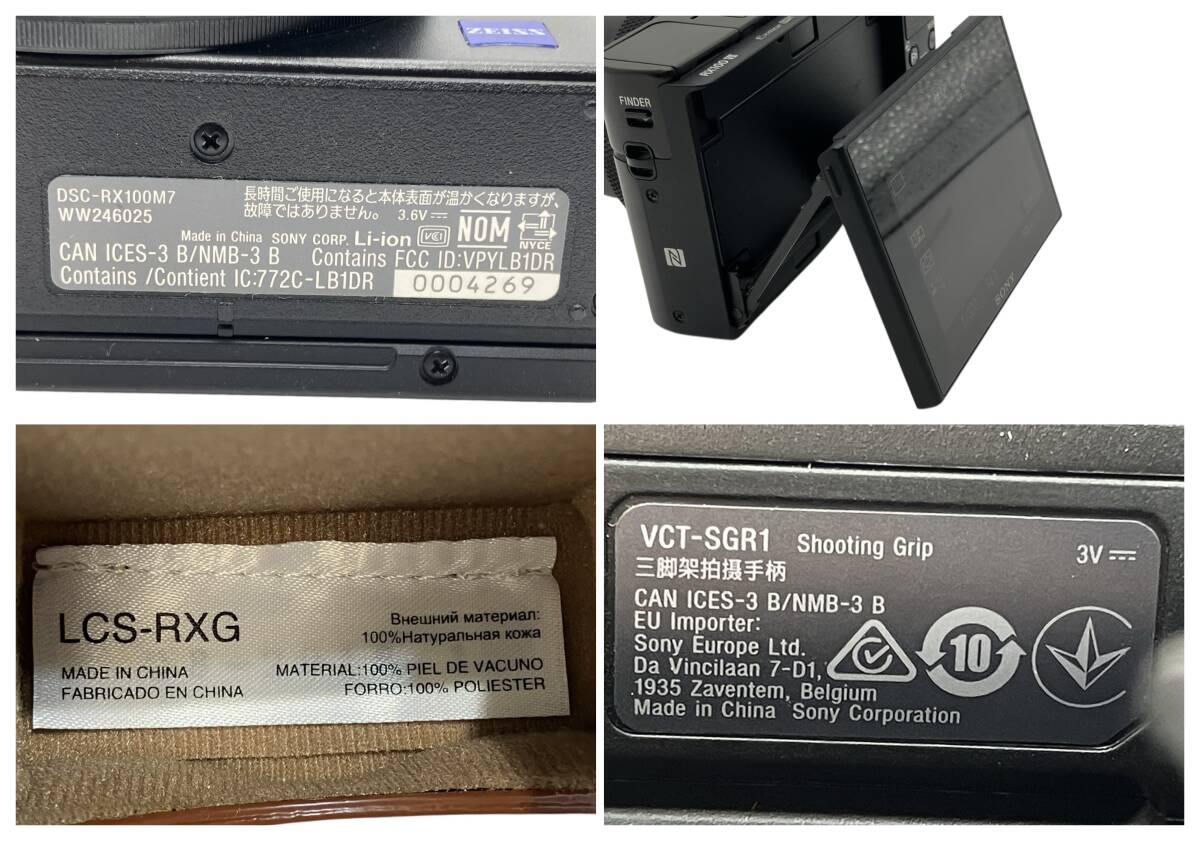 ZEISS
DSC-RX100M7
WW246025
長時間ご使用になると本体表面が温かくなりますが、
故障ではありません。 3.6V
Made in China SONY CORP. Li-ion VCCI NOM NYCE
CAN ICES-3 B/NMB-3 B Contains FCC ID:VPYLB1DR
Contains /Contient IC:772C-LB1DR 0004269
RX100 VII
FINDER
SONY
LCS-RXG
MADE IN CHINA
FABRICADO EN CHINA
Внешний материал:
100%Натуральная кожа
MATERIAL:100% PIEL DE VACUNO
FORRO:100% POLIESTER
VCT-SGR1 Shooting Grip 3V
三脚架拍摄手柄
CAN ICES-3 B/NMB-3 B
EU Importer:
Sony Europe Ltd.
Da Vincilaan 7-D1,
1935 Zaventem, Belgium
Made in China Sony Corporation
10